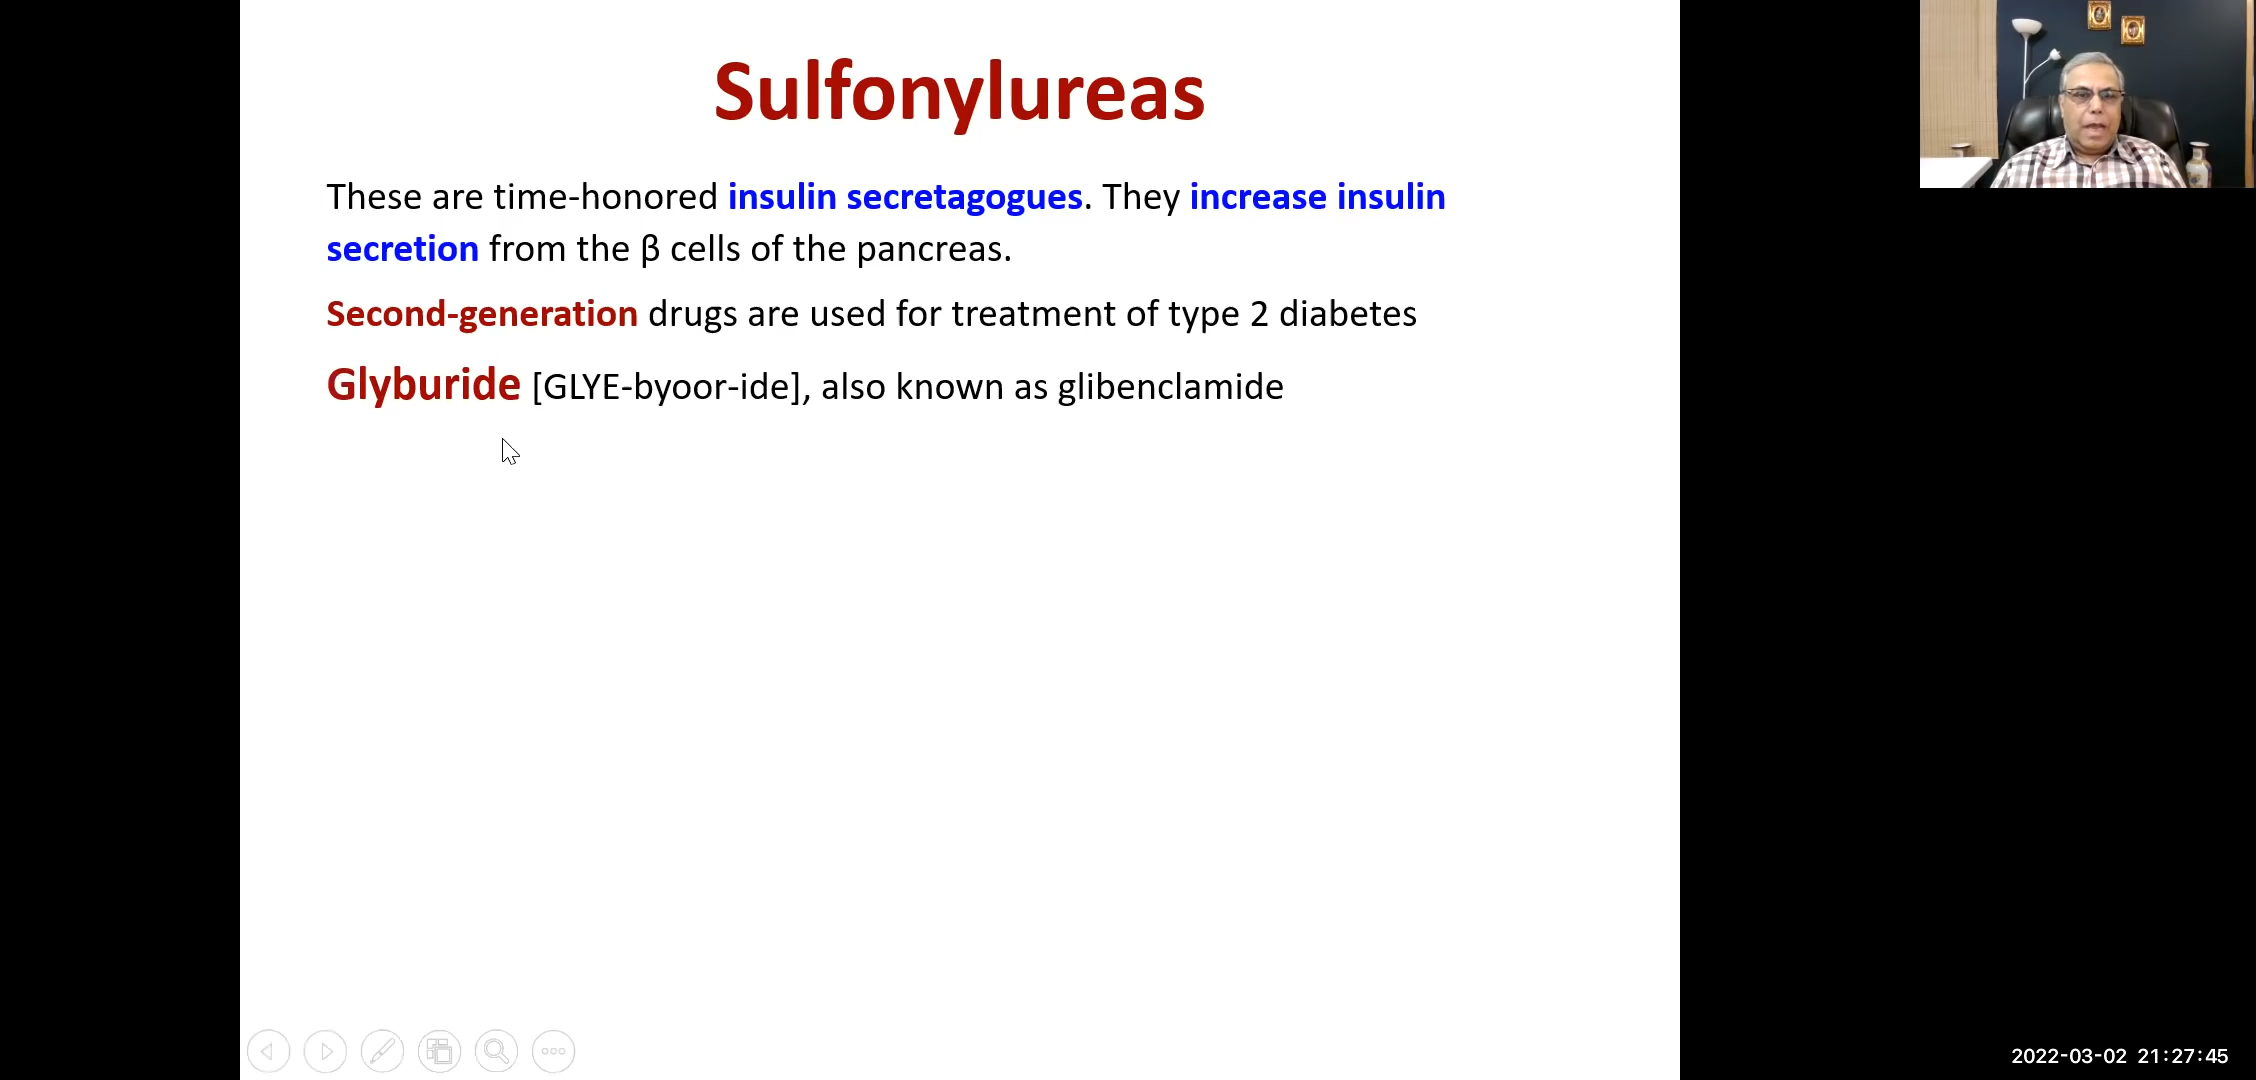 Sulfonylureas
These are time-honored insulin secretagogues. They increase insulin
secretion from the β cells of the pancreas.
Second-generation drugs are used for treatment of type 2 diabetes
Glyburide [GLYE-byoor-ide], also known as glibenclamide
2022-03-02 21:27:45